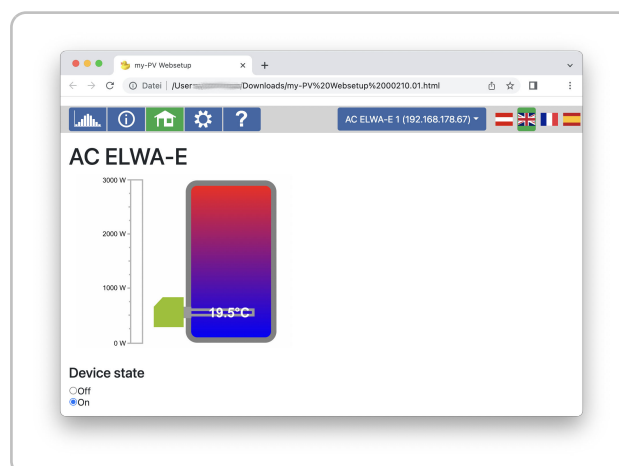 my-PV Websetup
Datei /User Downloads/my-PV%20Websetup%2000210.01.html
AC ELWA-E 1 (192.168.178.67)
?
AC ELWA-E
3000 W
2000 W
1000 W
19.5°C
0 W
Device state
Off
On